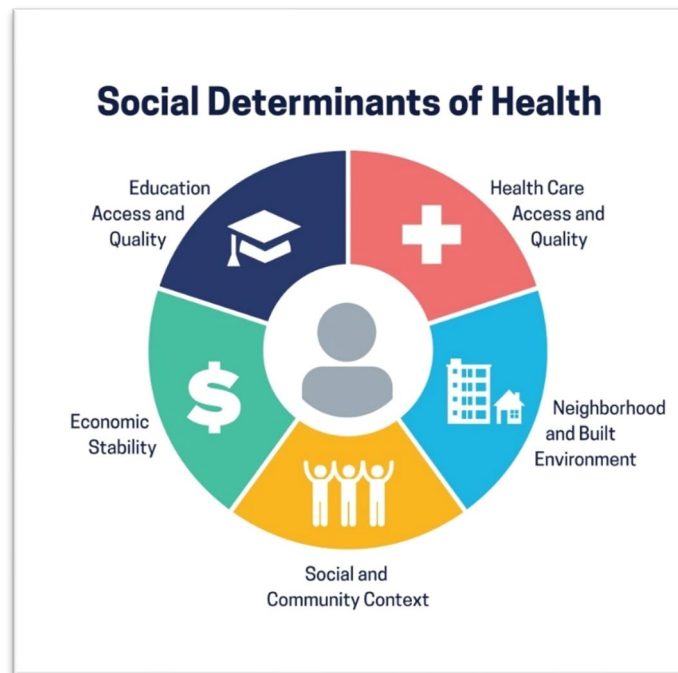 Social Determinants of Health
Education
Access and
Quality
Health Care
Access and
Quality
$
Economic
Stability
Neighborhood
and Built
Environment
Social and
Community Context